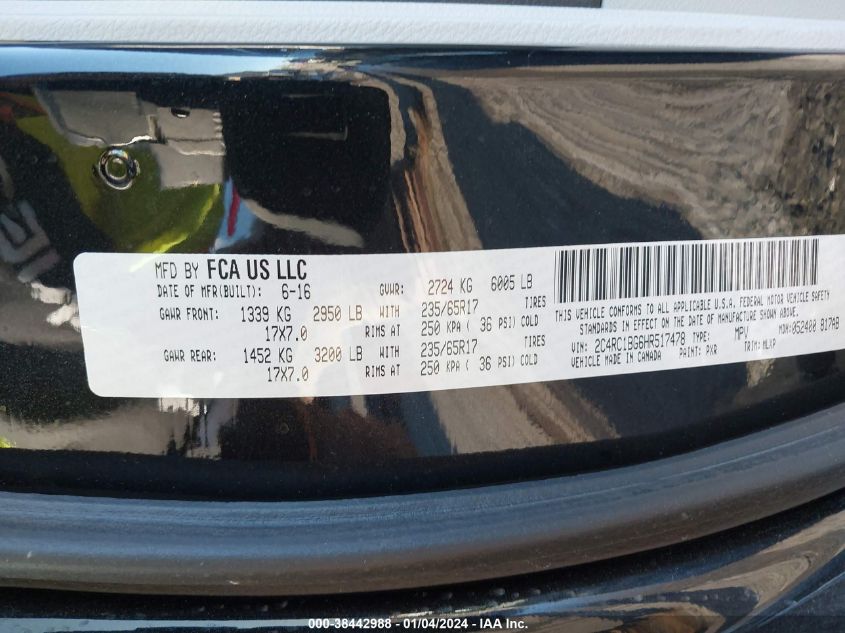 MFD BY FCA US LLC
DATE OF MFR(BUILT): 6-16 GVWR: 2724 KG 6005 LB
GAWR FRONT: 1339 KG 2950 LB WITH 235/65R17 TIRES
17X7.0 RIMS AT 250 KPA ( 36 PSI) COLD
GAWR REAR: 1452 KG 3200 LB WITH 235/65R17 TIRES
17X7.0 RIMS AT 250 KPA ( 36 PSI) COLD
THIS VEHICLE CONFORMS TO ALL APPLICABLE U.S.A. FEDERAL MOTOR VEHICLE SAFETY
STANDARDS IN EFFECT ON THE DATE OF MANUFACTURE SHOWN ABOVE.
VIN: 2C4RC1BG6HR517478 TYPE: MPV MDH: 052400 817AB
VEHICLE MADE IN CANADA PAINT: PXR TRIM:
000-38442988 - 01/04/2024 - IAA Inc.